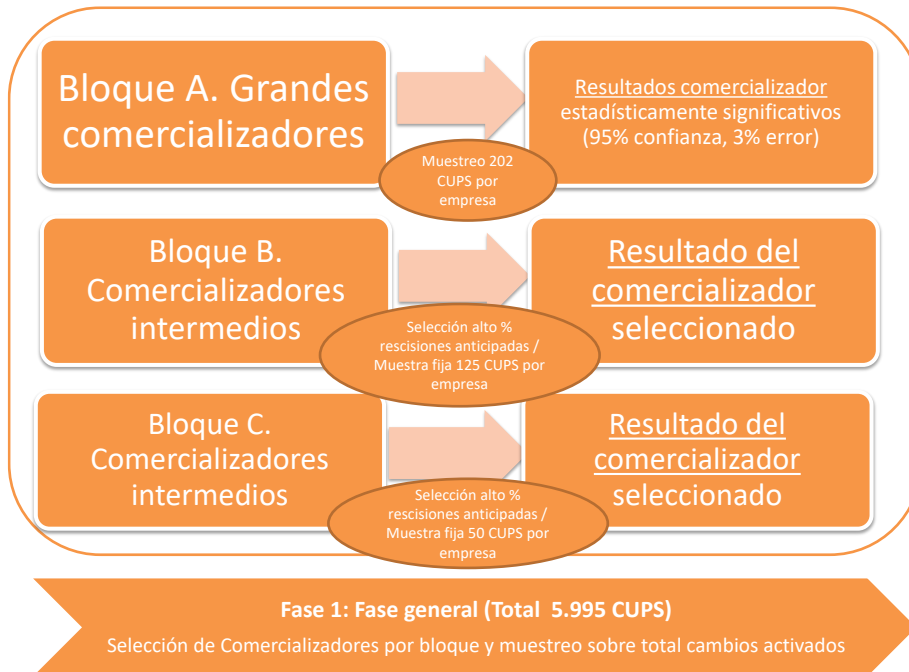 Bloque A. Grandes
comercializadores
Resultados comercializador
estadísticamente significativos
(95% confianza, 3% error)
Muestreo 202
CUPS por
empresa
Bloque B.
Comercializadores
intermedios
Resultado del
comercializador
seleccionado
Selección alto %
rescisiones anticipadas /
Muestra fija 125 CUPS por
empresa
Bloque C.
Comercializadores
intermedios
Resultado del
comercializador
seleccionado
Selección alto %
rescisiones anticipadas /
Muestra fija 50 CUPS por
empresa
Fase 1: Fase general (Total 5.995 CUPS)
Selección de Comercializadores por bloque y muestreo sobre total cambios activados